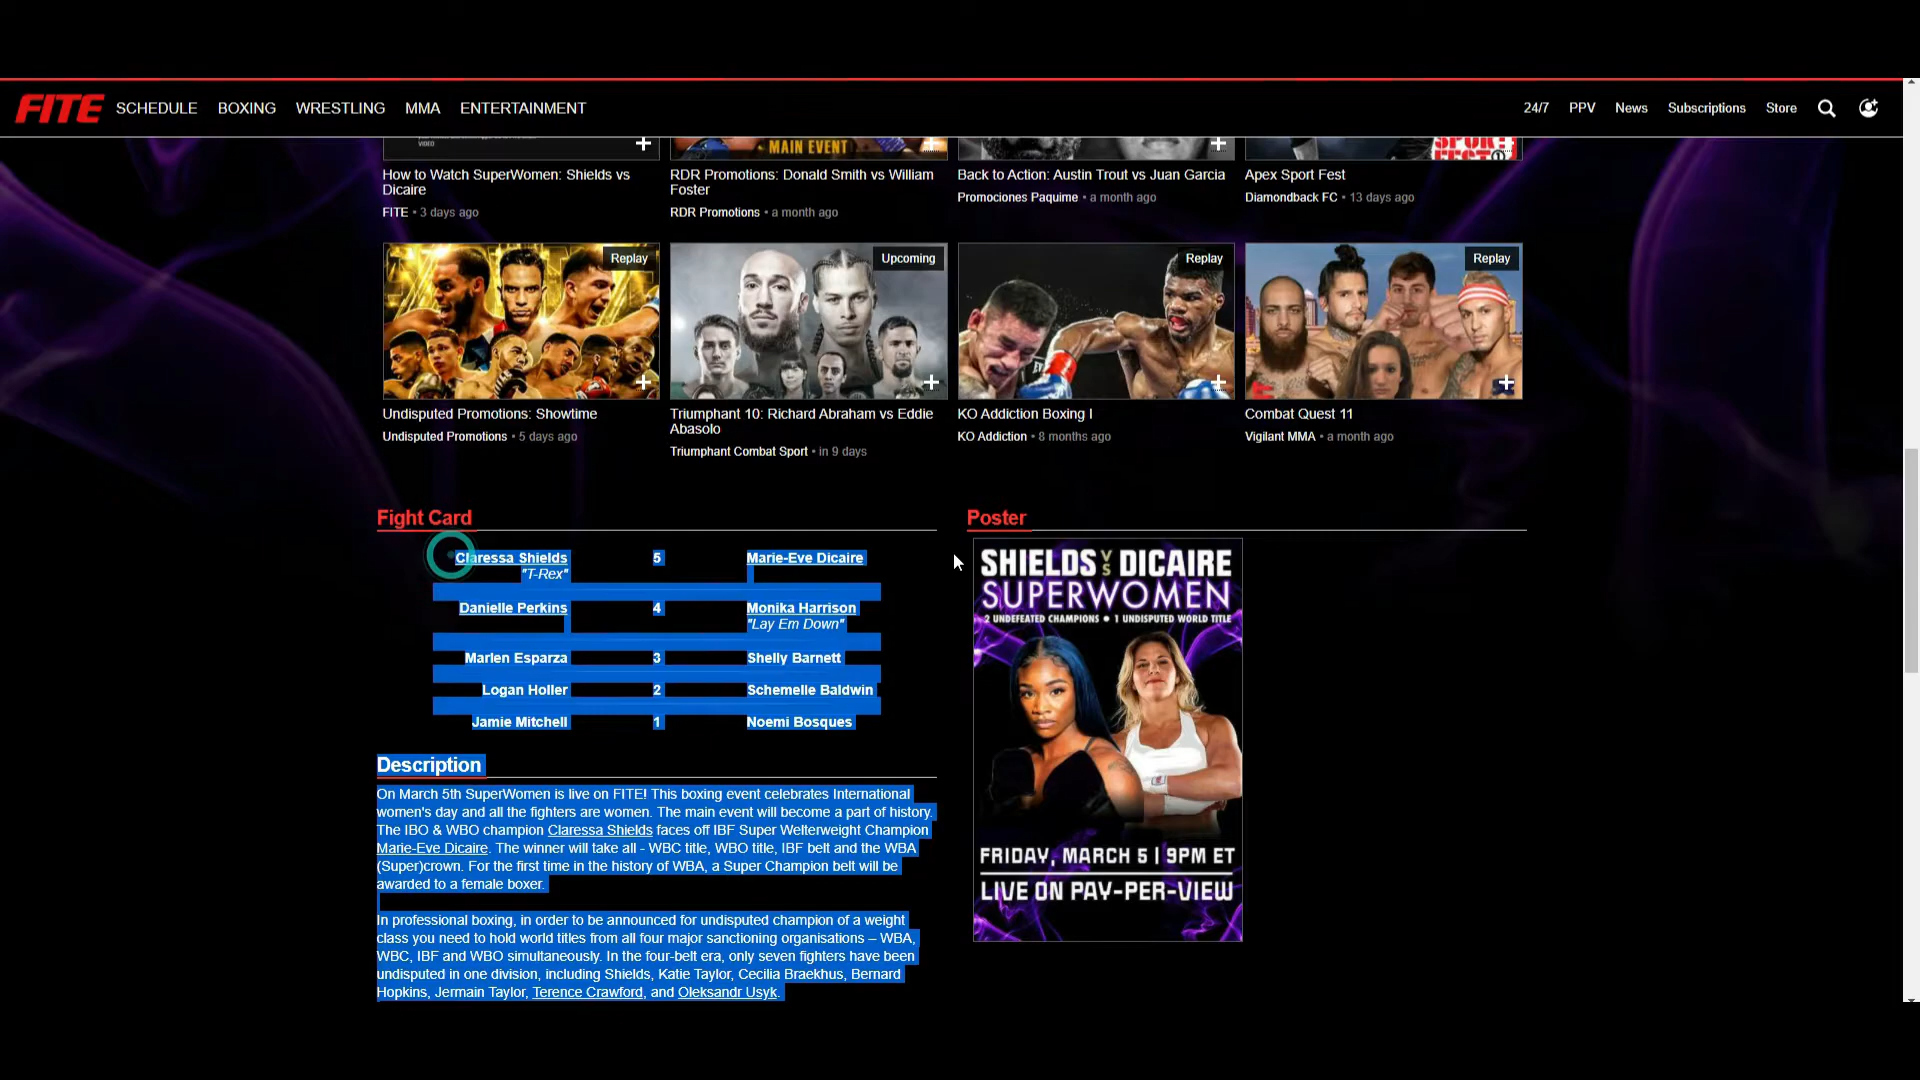 FITE SCHEDULE BOXING WRESTLING MMA ENTERTAINMENT 24/7 PPV News Subscriptions Store
VIDEO
MAIN EVENT
SPORT
FEST
How to Watch SuperWomen: Shields vs
Dicaire
FITE • 3 days ago
RDR Promotions: Donald Smith vs William
Foster
RDR Promotions • a month ago
Back to Action: Austin Trout vs Juan Garcia
Promociones Paquime • a month ago
Apex Sport Fest
Diamondback FC • 13 days ago
Replay
Upcoming
Replay
Replay
Undisputed Promotions: Showtime
Undisputed Promotions • 5 days ago
Triumphant 10: Richard Abraham vs Eddie
Abasolo
Triumphant Combat Sport • in 9 days
KO Addiction Boxing I
KO Addiction • 8 months ago
Combat Quest 11
Vigilant MMA • a month ago
Fight Card
Claressa Shields 5 Marie-Eve Dicaire
"T-Rex"
Danielle Perkins 4 Monika Harrison
"Lay Em Down"
Marlen Esparza 3 Shelly Barnett
Logan Holler 2 Schemelle Baldwin
Jamie Mitchell 1 Noemi Bosques
Description
On March 5th SuperWomen is live on FITE! This boxing event celebrates International
women's day and all the fighters are women. The main event will become a part of history.
The IBO & WBO champion Claressa Shields faces off IBF Super Welterweight Champion
Marie-Eve Dicaire. The winner will take all - WBC title, WBO title, IBF belt and the WBA
(Super)crown. For the first time in the history of WBA, a Super Champion belt will be
awarded to a female boxer.
In professional boxing, in order to be announced for undisputed champion of a weight
class you need to hold world titles from all four major sanctioning organisations – WBA,
WBC, IBF and WBO simultaneously. In the four-belt era, only seven fighters have been
undisputed in one division, including Shields, Katie Taylor, Cecilia Braekhus, Bernard
Hopkins, Jermain Taylor, Terence Crawford, and Oleksandr Usyk.
Poster
SHIELDS VS DICAIRE
SUPERWOMEN
2 UNDEFEATED CHAMPIONS • 1 UNDISPUTED WORLD TITLE
FRIDAY, MARCH 5 | 9PM ET
LIVE ON PAY-PER-VIEW